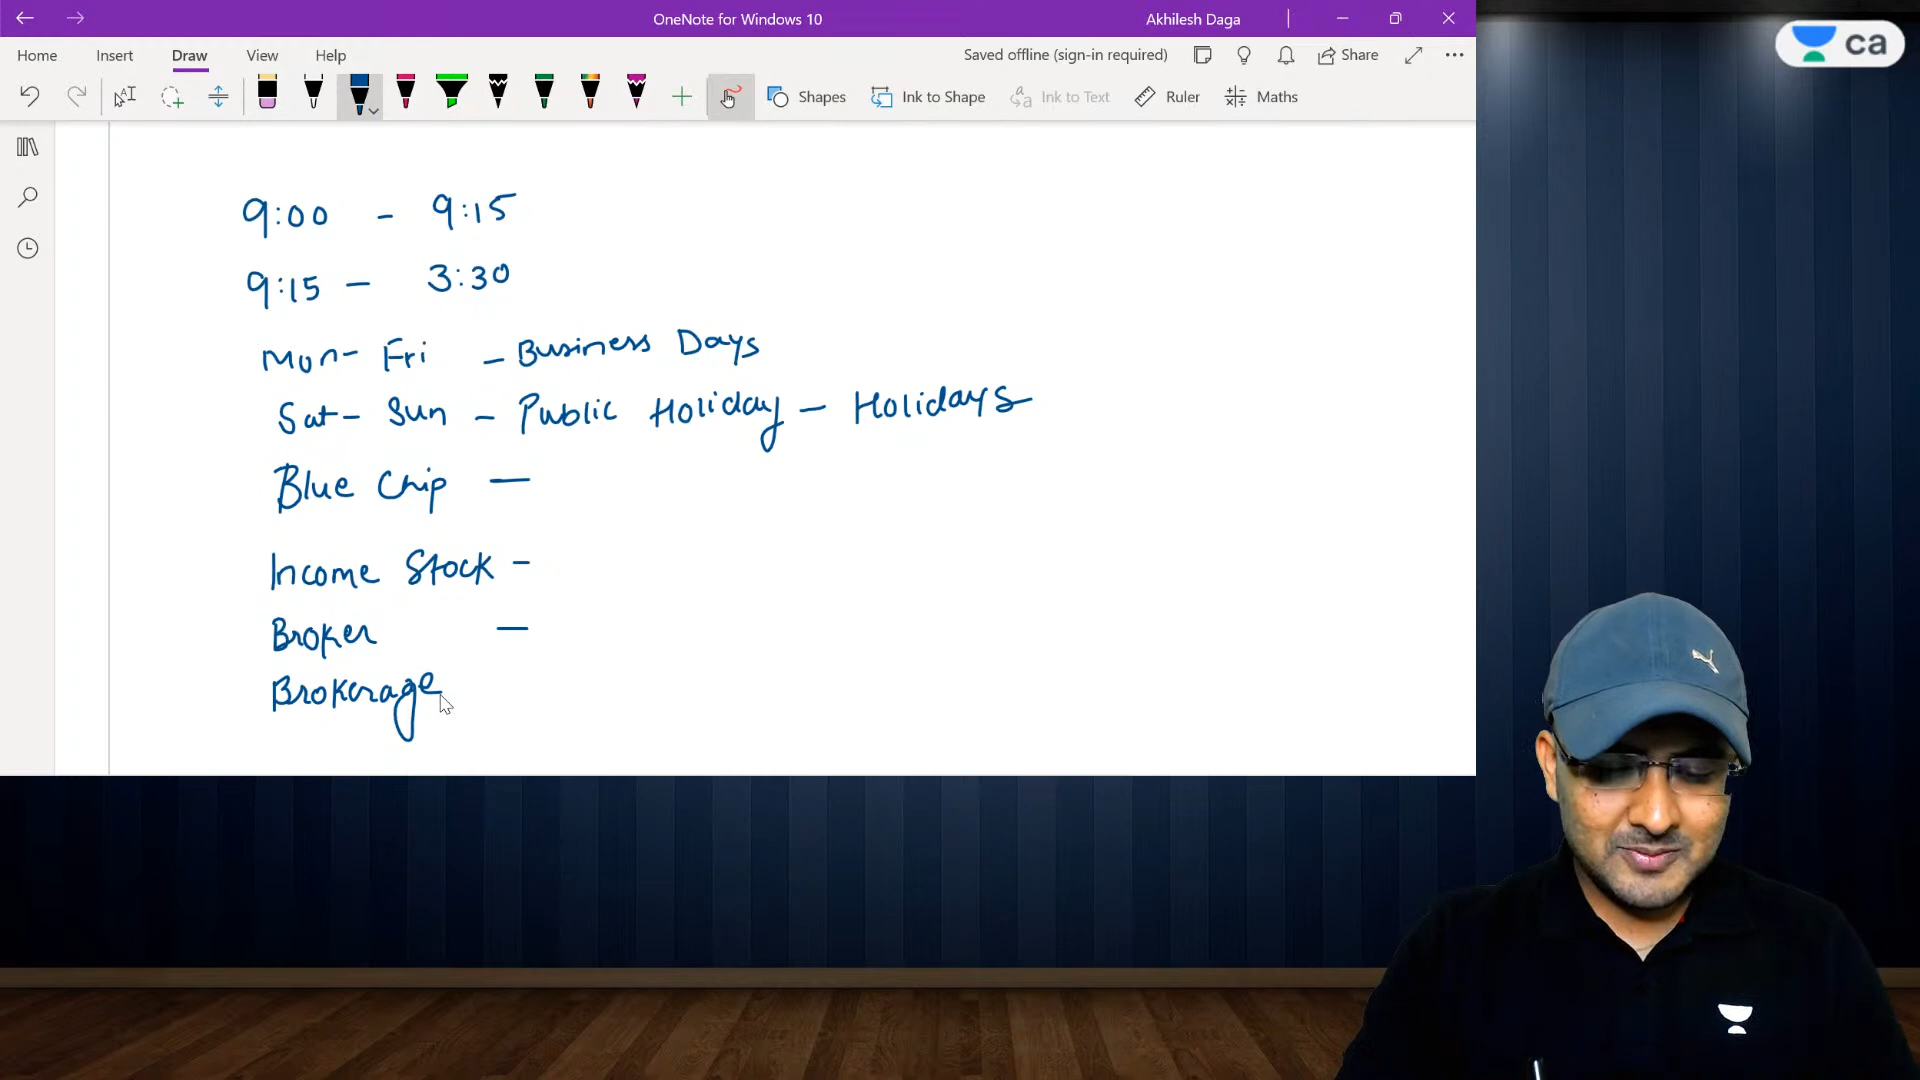 OneNote for Windows 10
Akhilesh Daga
ca
Home Insert Draw View Help
Saved offline (sign-in required)
Share
Shapes
Ink to Shape
Ink to Text
Ruler
Maths
9:00 - 9:15
9:15 - 3:30
Mon- Fri - Business Days
Sat- Sun - Public Holiday - Holidays
Blue Chip -
Income Stock -
Broker -
Brokerage